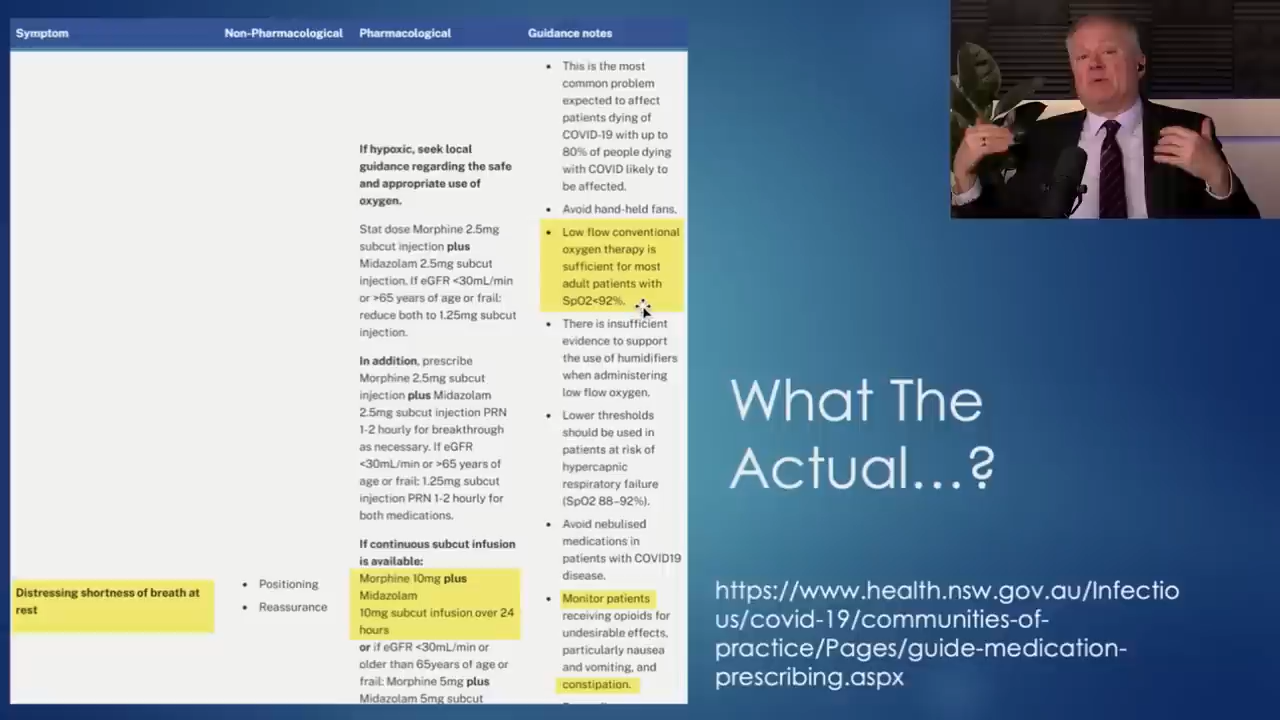 Symptom
Non-Pharmacological
Pharmacological
Guidance notes
Distressing shortness of breath at
rest
• Positioning
• Reassurance
If hypoxic, seek local
guidance regarding the safe
and appropriate use of
oxygen.
Stat dose Morphine 2.5mg
subcut injection plus
Midazolam 2.5mg subcut
injection. If eGFR <30mL/min
or >65 years of age or frail:
reduce both to 1.25mg subcut
injection.
In addition, prescribe
Morphine 2.5mg subcut
injection plus Midazolam
2.5mg subcut injection PRN
1-2 hourly for breakthrough
as necessary. If eGFR
<30mL/min or >65 years of
age or frail: 1.25mg subcut
injection PRN 1-2 hourly for
both medications.
If continuous subcut infusion
is available:
Morphine 10mg plus
Midazolam
10mg subcut infusion over 24
hours
or if eGFR <30mL/min or
older than 65years of age or
frail: Morphine 5mg plus
Midazolam 5mg subcut
• This is the most
common problem
expected to affect
patients dying of
COVID-19 with up to
80% of people dying
with COVID likely to
be affected.
• Avoid hand-held fans.
• Low flow conventional
oxygen therapy is
sufficient for most
adult patients with
SpO2<92%.
• There is insufficient
evidence to support
the use of humidifiers
when administering
low flow oxygen.
• Lower thresholds
should be used in
patients at risk of
hypercapnic
respiratory failure
(SpO2 88–92%).
• Avoid nebulised
medications in
patients with COVID19
disease.
• Monitor patients
receiving opioids for
undesirable effects,
particularly nausea
and vomiting, and
constipation.
What The
Actual...?
https://www.health.nsw.gov.au/Infectio
us/covid-19/communities-of-
practice/Pages/guide-medication-
prescribing.aspx